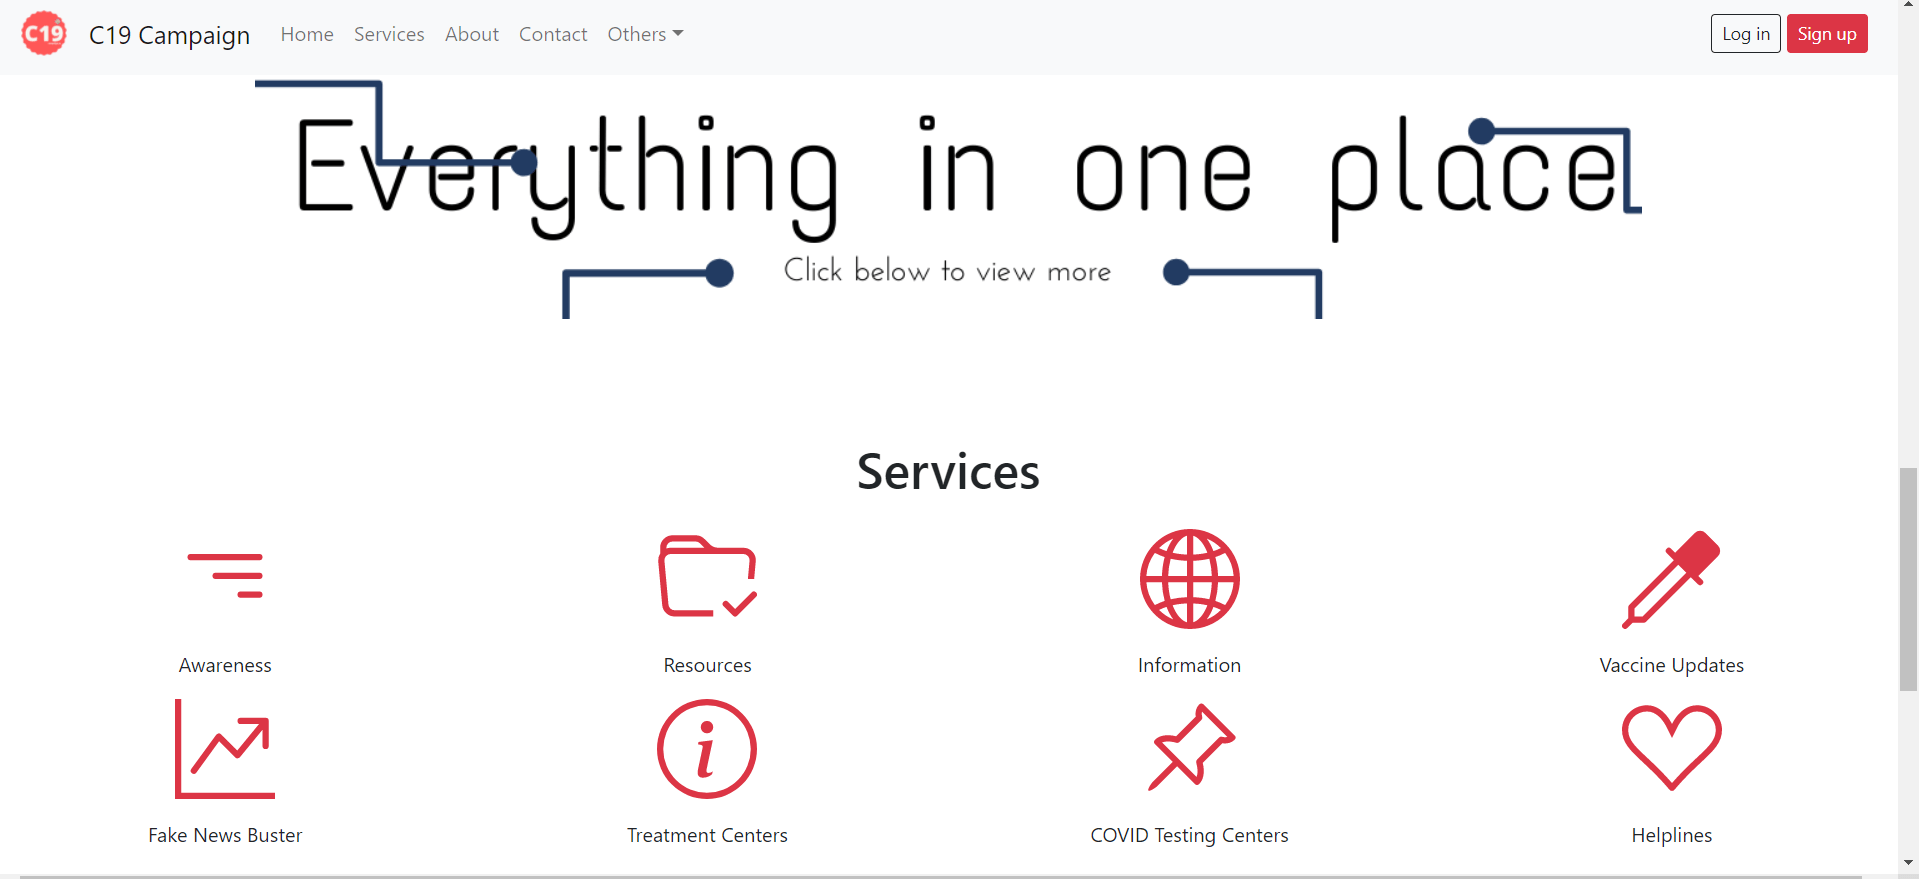 C19
C19 Campaign Home Services About Contact Others Log in Sign up
Everything in one place
Click below to view more
Services
Awareness Resources Information Vaccine Updates
Fake News Buster Treatment Centers COVID Testing Centers Helplines